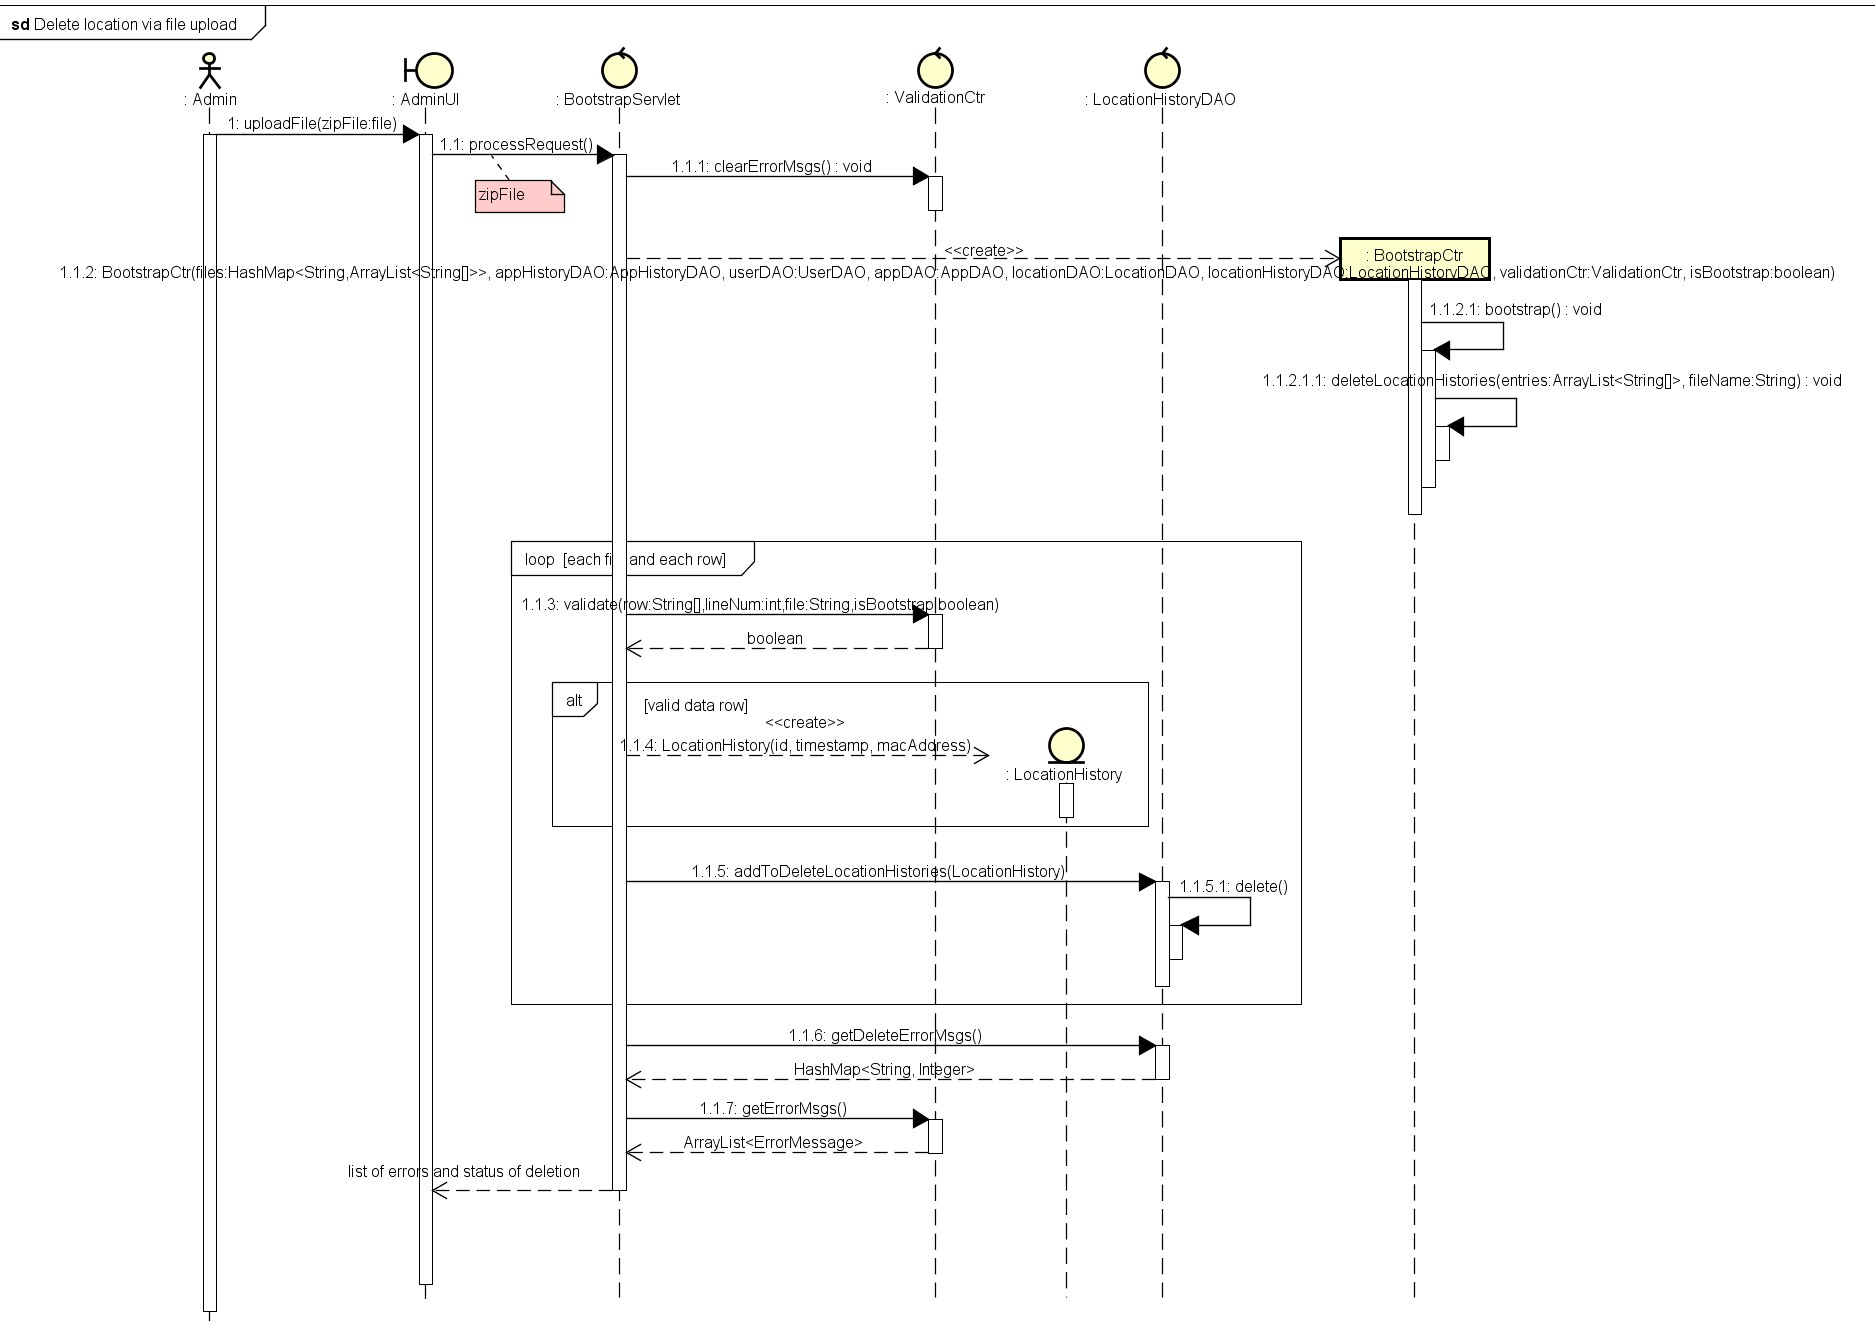 sd Delete location via file upload
: Admin
: AdminUI
: BootstrapServlet
: ValidationCtr
: LocationHistoryDAO
1: uploadFile(zipFile:file)
1.1: processRequest()
zipFile
1.1.1: clearErrorMsgs() : void
<<create>>
: BootstrapCtr
1.1.2: BootstrapCtr(files:HashMap<String,ArrayList<String[]>>, appHistoryDAO:AppHistoryDAO, userDAO:UserDAO, appDAO:AppDAO, locationDAO:LocationDAO, locationHistoryDAO:LocationHistoryDAO, validationCtr:ValidationCtr, isBootstrap:boolean)
1.1.2.1: bootstrap() : void
1.1.2.1.1: deleteLocationHistories(entries:ArrayList<String[]>, fileName:String) : void
loop [each file and each row]
1.1.3: validate(row:String[],lineNum:int,file:String,isBootstrap:boolean)
boolean
alt
[valid data row]
<<create>>
1.1.4: LocationHistory(id, timestamp, macAddress)
: LocationHistory
1.1.5: addToDeleteLocationHistories(LocationHistory)
1.1.5.1: delete()
1.1.6: getDeleteErrorMsgs()
HashMap<String, Integer>
1.1.7: getErrorMsgs()
ArrayList<ErrorMessage>
list of errors and status of deletion